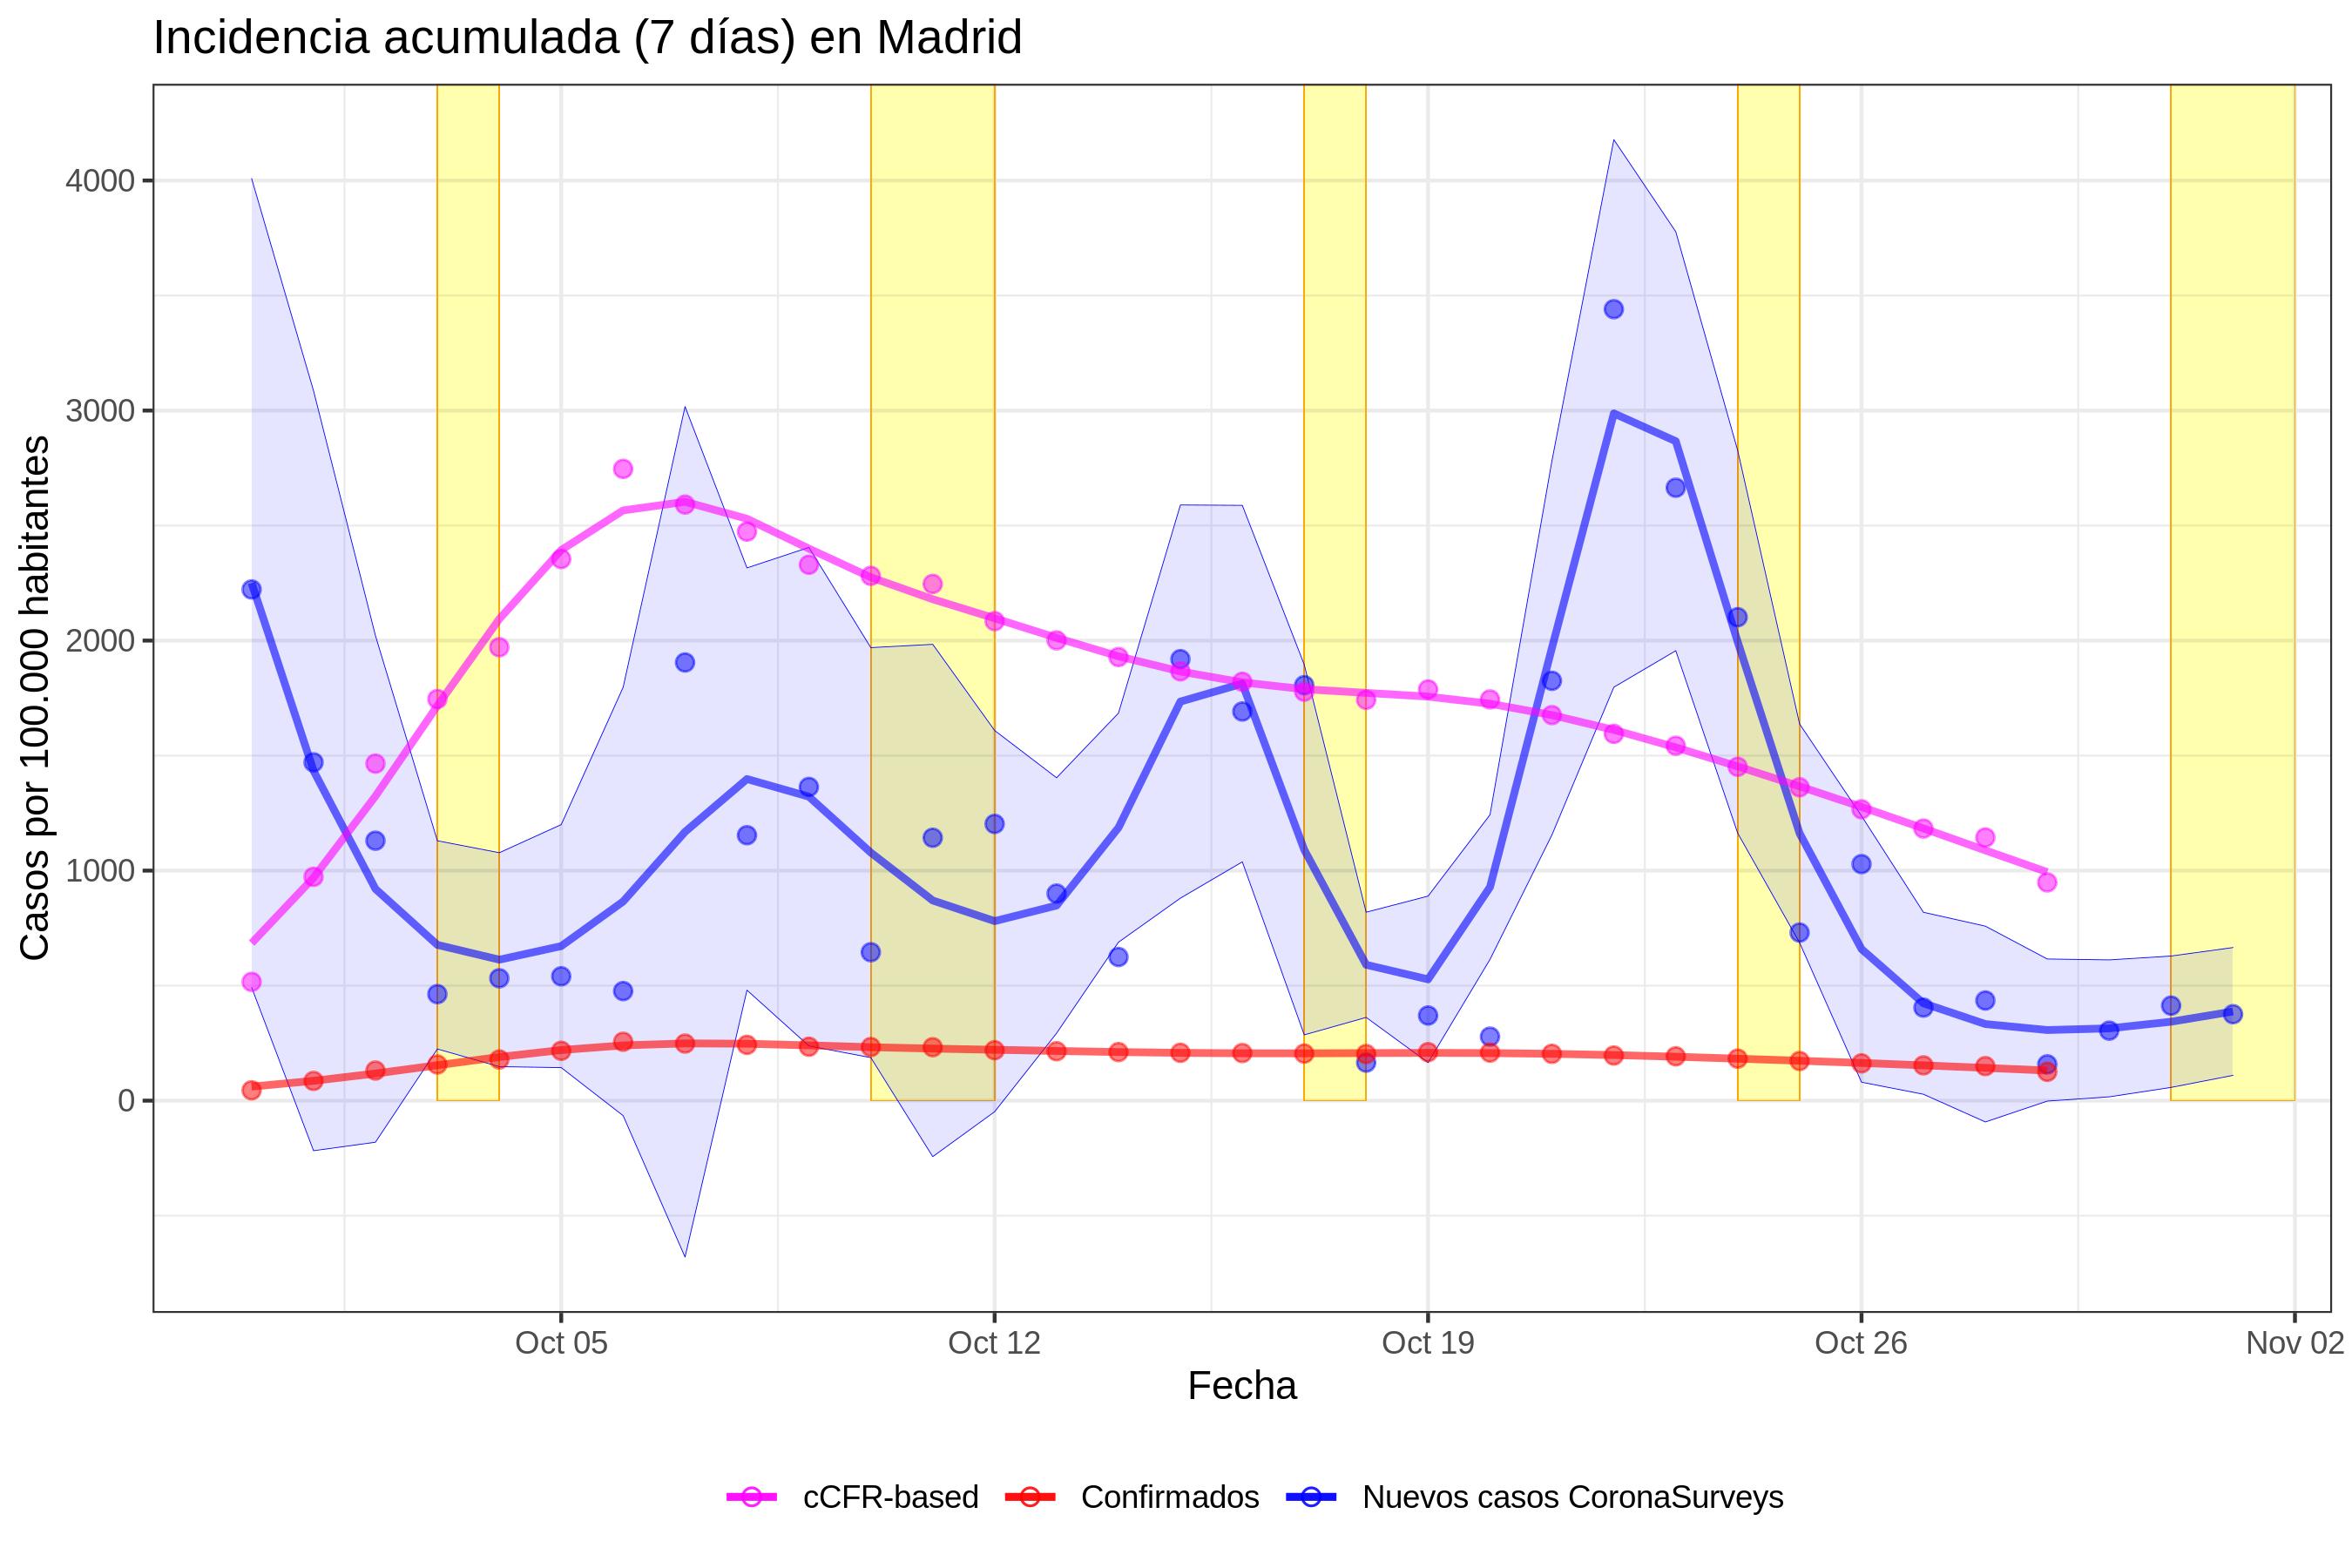 Incidencia acumulada (7 días) en Madrid
Casos por 100.000 habitantes
4000
3000
2000
1000
0
Oct 05 Oct 12 Oct 19 Oct 26 Nov 02
Fecha
cCFR-based Confirmados Nuevos casos CoronaSurveys